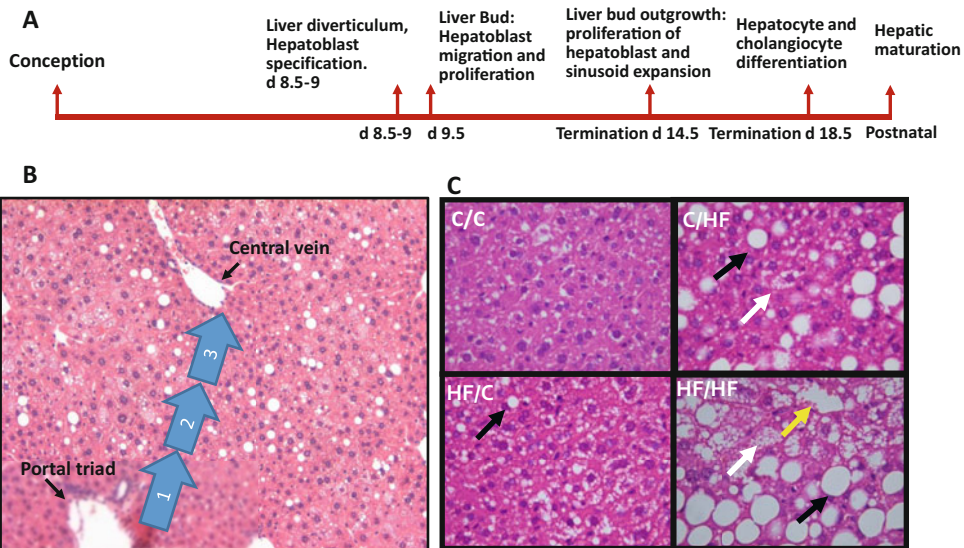 A
Conception
Liver diverticulum,
Hepatoblast
specification.
d 8.5-9
Liver Bud:
Hepatoblast
migration and
proliferation
Liver bud outgrowth:
proliferation of
hepatoblast and
sinusoid expansion
Hepatocyte and
cholangiocyte
differentiation
Hepatic
maturation
d 8.5-9
d 9.5
Termination d 14.5
Termination d 18.5
Postnatal
B
Central vein
3
2
1
Portal triad
C
C/C
C/HF
HF/C
HF/HF